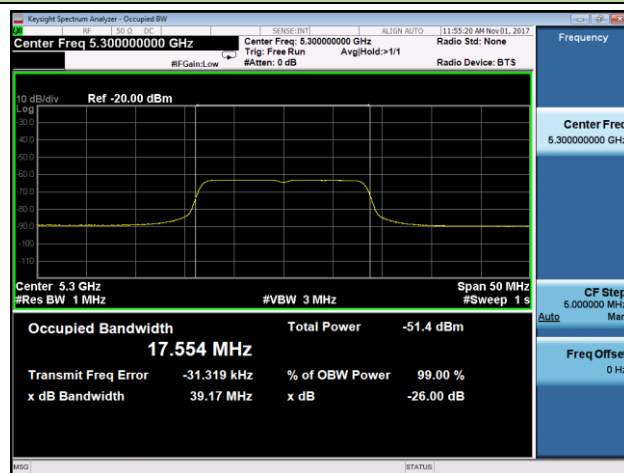 Keysight Spectrum Analyzer - Occupied BW
LXI RF 50 Ω DC SENSE:INT ALIGN AUTO 11:55:20 AM Nov 01, 2017
Center Freq 5.300000000 GHz
Center Freq: 5.300000000 GHz
Radio Std: None
Trig: Free Run Avg|Hold:>1/1
#IFGain:Low #Atten: 0 dB Radio Device: BTS
10 dB/div Ref -20.00 dBm
Log
-30.0
-40.0
-50.0
-60.0
-70.0
-80.0
-90.0
-100
-110
Center 5.3 GHz Span 50 MHz
#Res BW 1 MHz #VBW 3 MHz #Sweep 1 s
Occupied Bandwidth Total Power -51.4 dBm
17.554 MHz
Transmit Freq Error -31.319 kHz % of OBW Power 99.00 %
x dB Bandwidth 39.17 MHz x dB -26.00 dB
MSG STATUS
Frequency
Center Freq
5.300000000 GHz
CF Step
5.000000 MHz
Auto Man
Freq Offset
0 Hz